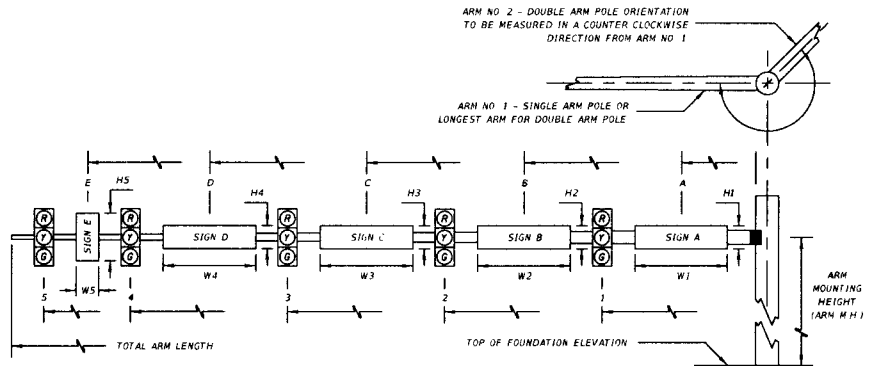 ARM NO 2 - DOUBLE ARM POLE ORIENTATION
TO BE MEASURED IN A COUNTER CLOCKWISE
DIRECTION FROM ARM NO 1
ARM NO 1 - SINGLE ARM POLE OR
LONGEST ARM FOR DOUBLE ARM POLE
E
D
C
B
A
H5
H4
H3
H2
H1
R
Y
G
SIGN E
R
Y
G
SIGN D
R
Y
G
SIGN C
R
Y
G
SIGN B
R
Y
G
SIGN A
W5
W4
W3
W2
W1
5
4
3
2
1
ARM
MOUNTING
HEIGHT
(ARM M H)
TOTAL ARM LENGTH
TOP OF FOUNDATION ELEVATION